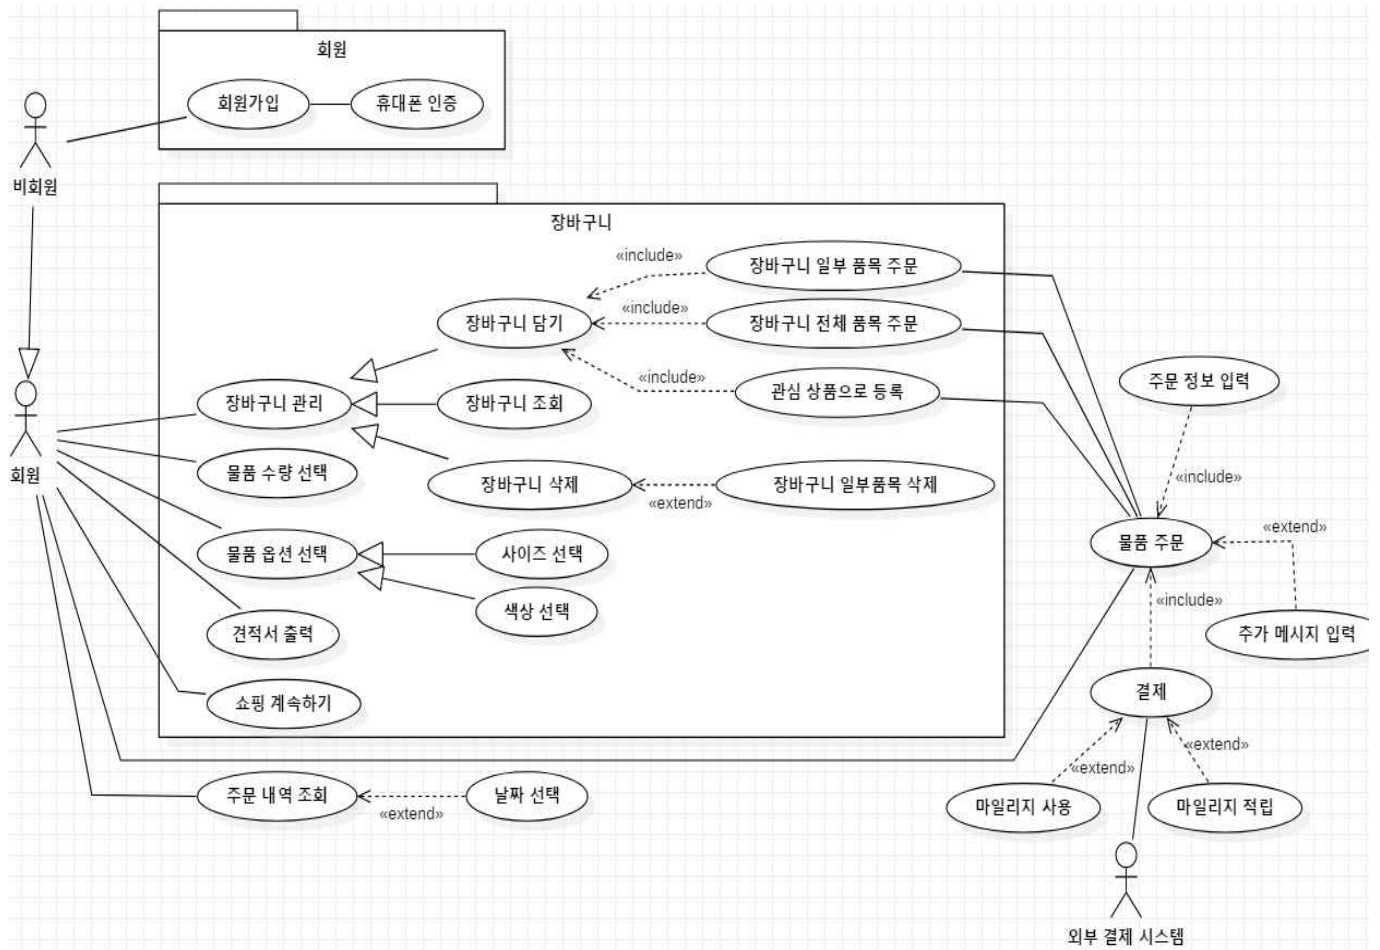 회원
회원가입
휴대폰 인증
비회원
장바구니
«include»
장바구니 일부 품목 주문
«include»
장바구니 담기
장바구니 전체 품목 주문
«include»
관심 상품으로 등록
주문 정보 입력
장바구니 관리
장바구니 조회
회원
물품 수량 선택
장바구니 삭제
«extend»
장바구니 일부품목 삭제
«include»
물품 주문
«extend»
물품 옵션 선택
사이즈 선택
색상 선택
«include»
견적서 출력
추가 메시지 입력
쇼핑 계속하기
결제
«extend»
«extend»
주문 내역 조회
«extend»
날짜 선택
마일리지 사용
마일리지 적립
외부 결제 시스템